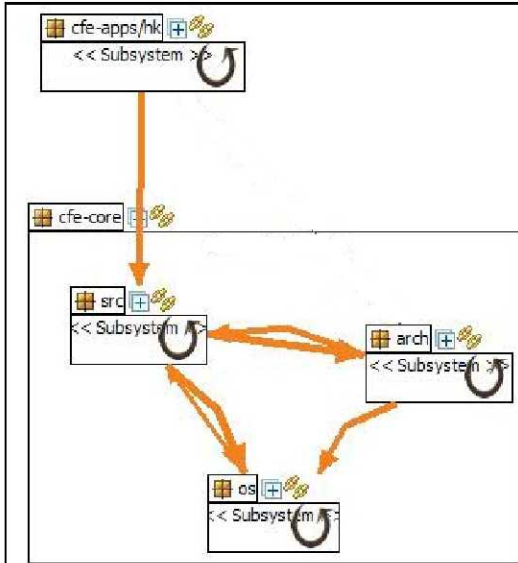 cfe-apps/hk
<< Subsystem >>
cfe-core
src
<< Subsystem >>
arch
<< Subsystem >>
os
<< Subsystem >>